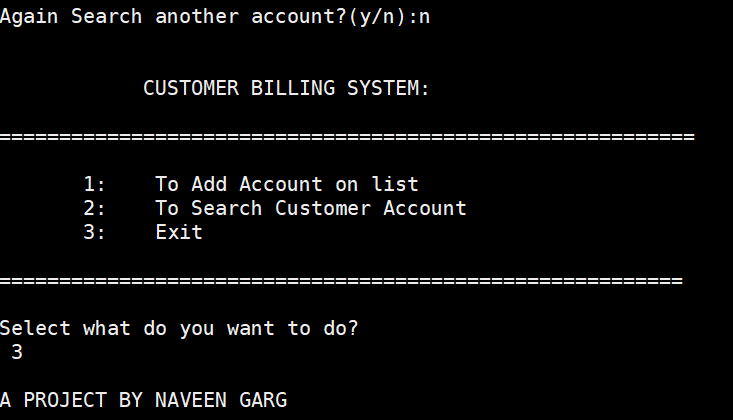 Again Search another account?(y/n):n
CUSTOMER BILLING SYSTEM:
==========================================================
1:    To Add Account on list
2:    To Search Customer Account
3:    Exit
=========================================================
Select what do you want to do?
3
A PROJECT BY NAVEEN GARG